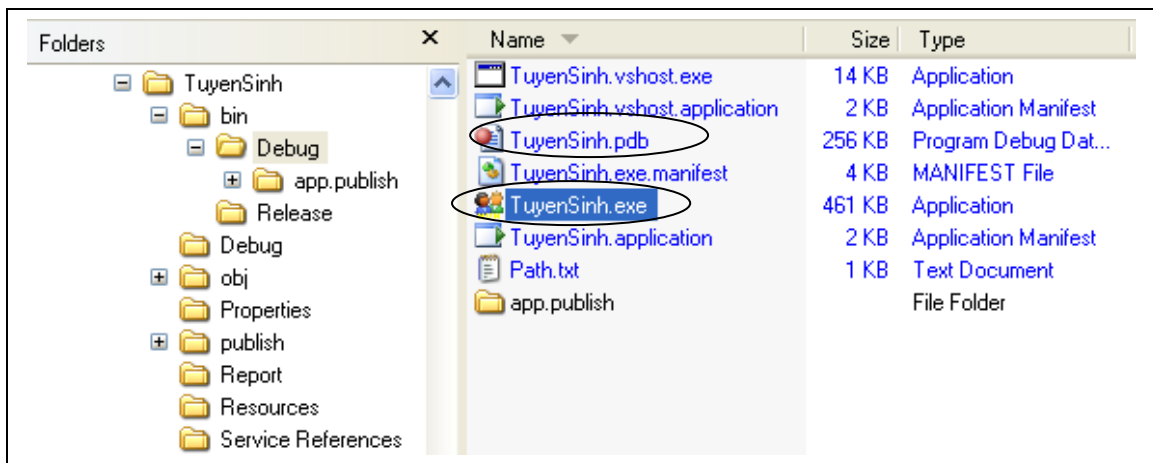 Folders
TuyenSinh
bin
Debug
app.publish
Release
Debug
obj
Properties
publish
Report
Resources
Service References
Name Size Type
TuyenSinh.vshost.exe 14 KB Application
TuyenSinh.vshost.application 2 KB Application Manifest
TuyenSinh.pdb 256 KB Program Debug Dat...
TuyenSinh.exe.manifest 4 KB MANIFEST File
TuyenSinh.exe 461 KB Application
TuyenSinh.application 2 KB Application Manifest
Path.txt 1 KB Text Document
app.publish File Folder